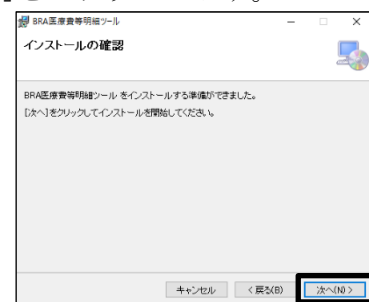 BRA医療費等明細ツール
インストールの確認
BRA医療費等明細ツール をインストールする準備ができました。
[次へ]をクリックしてインストールを開始してください。
キャンセル
< 戻る(B)
次へ(N) >